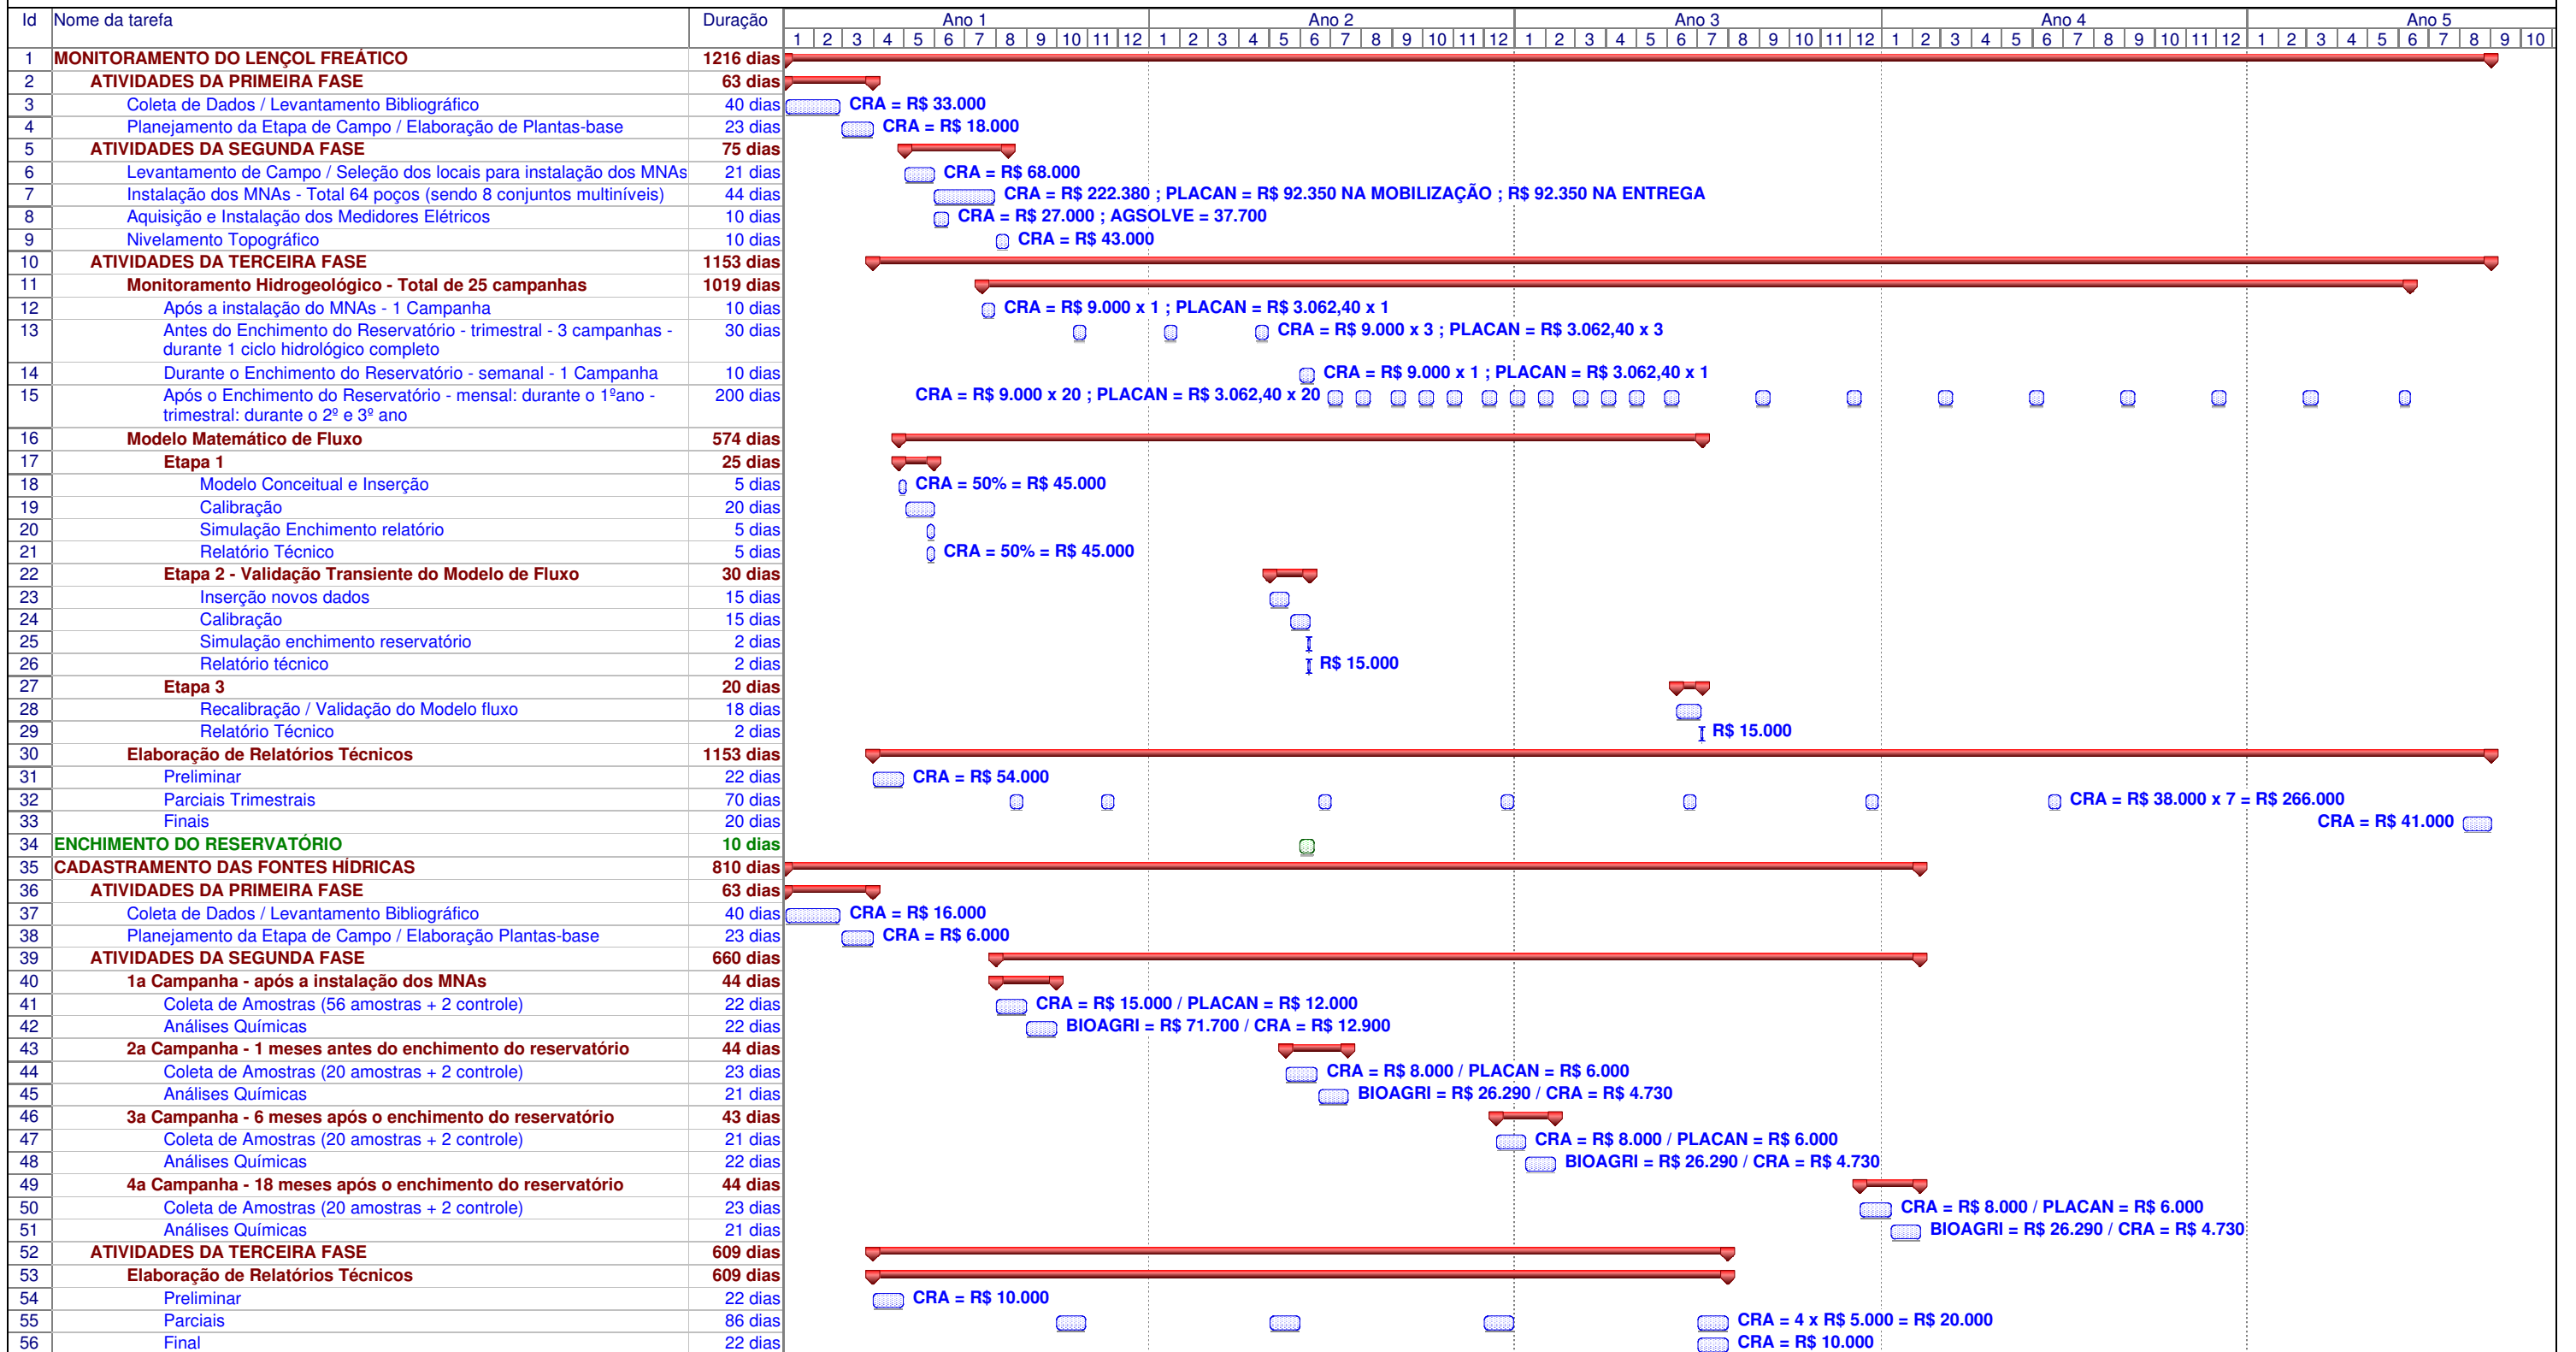 Id Nome da tarefa Duração Ano 1 Ano 2 Ano 3 Ano 4 Ano 5
1 2 3 4 5 6 7 8 9 10 11 12 1 2 3 4 5 6 7 8 9 10 11 12 1 2 3 4 5 6 7 8 9 10 11 12 1 2 3 4 5 6 7 8 9 10 11 12 1 2 3 4 5 6 7 8 9 10
1 MONITORAMENTO DO LENÇOL FREÁTICO 1216 dias
2 ATIVIDADES DA PRIMEIRA FASE 63 dias
3 Coleta de Dados / Levantamento Bibliográfico 40 dias CRA = R$ 33.000
4 Planejamento da Etapa de Campo / Elaboração de Plantas-base 23 dias CRA = R$ 18.000
5 ATIVIDADES DA SEGUNDA FASE 75 dias
6 Levantamento de Campo / Seleção dos locais para instalação dos MNAs 21 dias CRA = R$ 68.000
7 Instalação dos MNAs - Total 64 poços (sendo 8 conjuntos multiníveis) 44 dias CRA = R$ 222.380 ; PLACAN = R$ 92.350 NA MOBILIZAÇÃO ; R$ 92.350 NA ENTREGA
8 Aquisição e Instalação dos Medidores Elétricos 10 dias CRA = R$ 27.000 ; AGSOLVE = 37.700
9 Nivelamento Topográfico 10 dias CRA = R$ 43.000
10 ATIVIDADES DA TERCEIRA FASE 1153 dias
11 Monitoramento Hidrogeológico - Total de 25 campanhas 1019 dias
12 Após a instalação do MNAs - 1 Campanha 10 dias CRA = R$ 9.000 x 1 ; PLACAN = R$ 3.062,40 x 1
13 Antes do Enchimento do Reservatório - trimestral - 3 campanhas - 30 dias CRA = R$ 9.000 x 3 ; PLACAN = R$ 3.062,40 x 3
durante 1 ciclo hidrológico completo
14 Durante o Enchimento do Reservatório - semanal - 1 Campanha 10 dias CRA = R$ 9.000 x 1 ; PLACAN = R$ 3.062,40 x 1
15 Após o Enchimento do Reservatório - mensal: durante o 1ºano - 200 dias CRA = R$ 9.000 x 20 ; PLACAN = R$ 3.062,40 x 20
trimestral: durante o 2º e 3º ano
16 Modelo Matemático de Fluxo 574 dias
17 Etapa 1 25 dias
18 Modelo Conceitual e Inserção 5 dias CRA = 50% = R$ 45.000
19 Calibração 20 dias
20 Simulação Enchimento relatório 5 dias
21 Relatório Técnico 5 dias CRA = 50% = R$ 45.000
22 Etapa 2 - Validação Transiente do Modelo de Fluxo 30 dias
23 Inserção novos dados 15 dias
24 Calibração 15 dias
25 Simulação enchimento reservatório 2 dias
26 Relatório técnico 2 dias R$ 15.000
27 Etapa 3 20 dias
28 Recalibração / Validação do Modelo fluxo 18 dias
29 Relatório Técnico 2 dias R$ 15.000
30 Elaboração de Relatórios Técnicos 1153 dias
31 Preliminar 22 dias CRA = R$ 54.000
32 Parciais Trimestrais 70 dias CRA = R$ 38.000 x 7 = R$ 266.000
33 Finais 20 dias CRA = R$ 41.000
34 ENCHIMENTO DO RESERVATÓRIO 10 dias
35 CADASTRAMENTO DAS FONTES HÍDRICAS 810 dias
36 ATIVIDADES DA PRIMEIRA FASE 63 dias
37 Coleta de Dados / Levantamento Bibliográfico 40 dias CRA = R$ 16.000
38 Planejamento da Etapa de Campo / Elaboração Plantas-base 23 dias CRA = R$ 6.000
39 ATIVIDADES DA SEGUNDA FASE 660 dias
40 1a Campanha - após a instalação dos MNAs 44 dias
41 Coleta de Amostras (56 amostras + 2 controle) 22 dias CRA = R$ 15.000 / PLACAN = R$ 12.000
42 Análises Químicas 22 dias BIOAGRI = R$ 71.700 / CRA = R$ 12.900
43 2a Campanha - 1 meses antes do enchimento do reservatório 44 dias
44 Coleta de Amostras (20 amostras + 2 controle) 23 dias CRA = R$ 8.000 / PLACAN = R$ 6.000
45 Análises Químicas 21 dias BIOAGRI = R$ 26.290 / CRA = R$ 4.730
46 3a Campanha - 6 meses após o enchimento do reservatório 43 dias
47 Coleta de Amostras (20 amostras + 2 controle) 21 dias CRA = R$ 8.000 / PLACAN = R$ 6.000
48 Análises Químicas 22 dias BIOAGRI = R$ 26.290 / CRA = R$ 4.730
49 4a Campanha - 18 meses após o enchimento do reservatório 44 dias
50 Coleta de Amostras (20 amostras + 2 controle) 23 dias CRA = R$ 8.000 / PLACAN = R$ 6.000
51 Análises Químicas 21 dias BIOAGRI = R$ 26.290 / CRA = R$ 4.730
52 ATIVIDADES DA TERCEIRA FASE 609 dias
53 Elaboração de Relatórios Técnicos 609 dias
54 Preliminar 22 dias CRA = R$ 10.000
55 Parciais 86 dias CRA = 4 x R$ 5.000 = R$ 20.000
56 Final 22 dias CRA = R$ 10.000